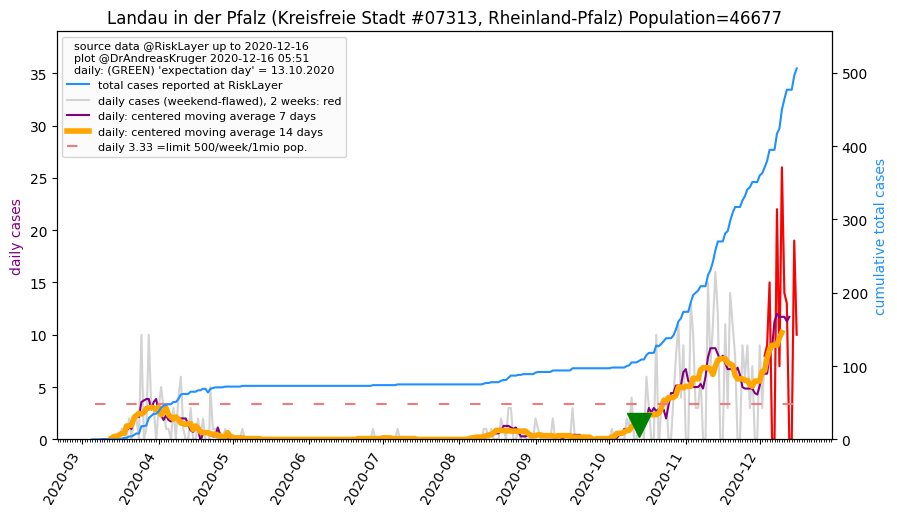 Landau in der Pfalz (Kreisfreie Stadt #07313, Rheinland-Pfalz) Population=46677
source data @RiskLayer up to 2020-12-16
plot @DrAndreasKruger 2020-12-16 05:51
daily: (GREEN) 'expectation day' = 13.10.2020
total cases reported at RiskLayer
daily cases (weekend-flawed), 2 weeks: red
daily: centered moving average 7 days
daily: centered moving average 14 days
daily 3.33 =limit 500/week/1mio pop.
daily cases
35
30
25
20
15
10
5
0
cumulative total cases
500
400
300
200
100
0
2020-03
2020-04
2020-05
2020-06
2020-07
2020-08
2020-09
2020-10
2020-11
2020-12